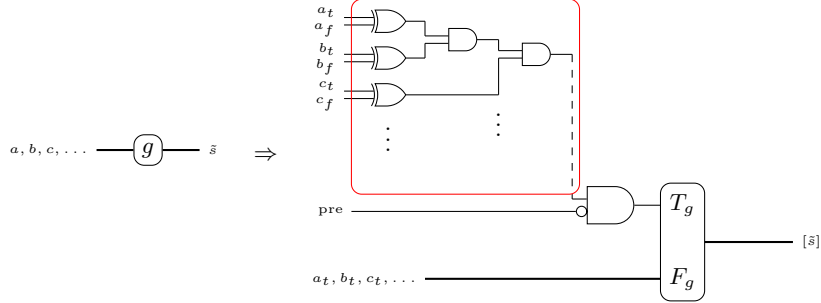 a_t
a_f
b_t
b_f
c_t
c_f
⋮ ⋮
a, b, c, ... g s̃ ⇒
pre T_g
[s̃]
a_t, b_t, c_t, ... F_g